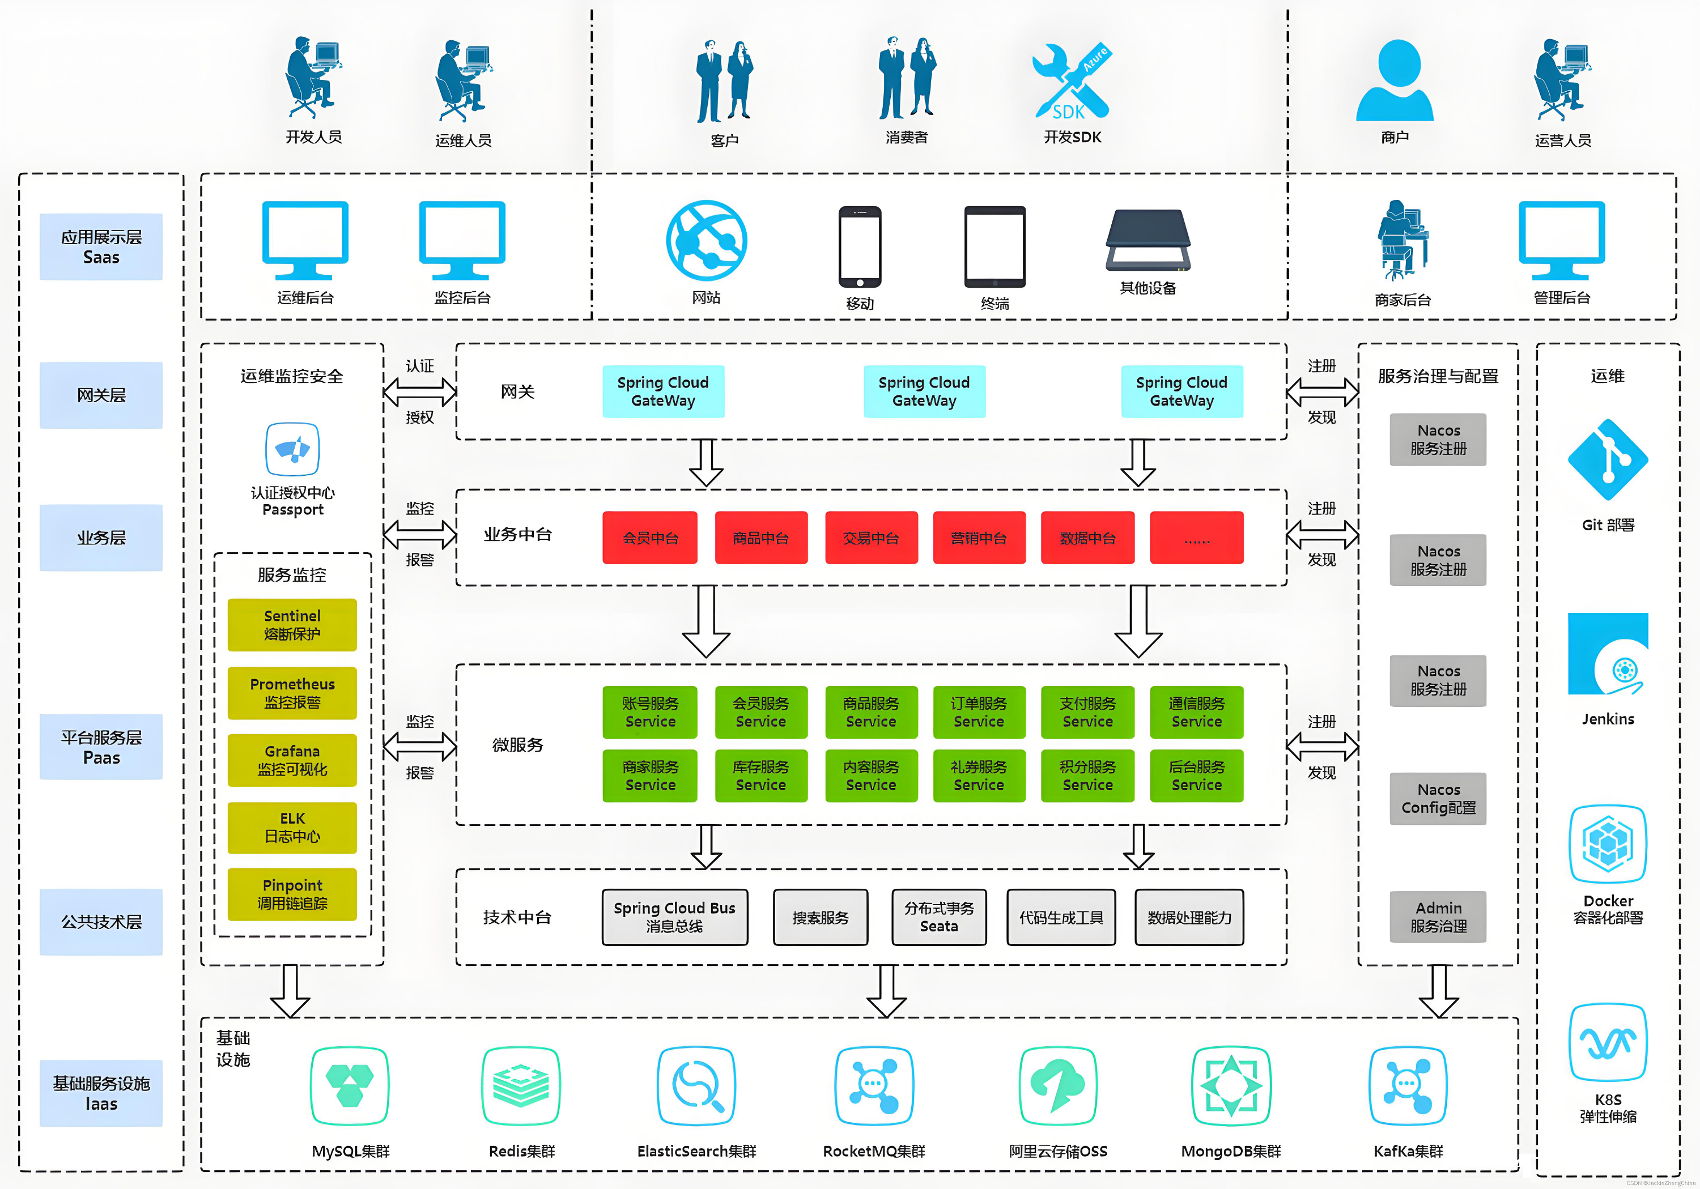 开发人员
运维人员
客户
消费者
Azure
SDK
开发SDK
商户
运营人员
应用展示层
Saas
网关层
业务层
平台服务层
Paas
公共技术层
基础服务设施
Iaas
运维后台
监控后台
网站
移动
终端
其他设备
商家后台
管理后台
运维监控安全
认证授权中心
Passport
服务监控
Sentinel
熔断保护
Prometheus
监控报警
Grafana
监控可视化
ELK
日志中心
Pinpoint
调用链追踪
认证
授权
监控
报警
监控
报警
网关
Spring Cloud
GateWay
Spring Cloud
GateWay
Spring Cloud
GateWay
业务中台
会员中台
商品中台
交易中台
营销中台
数据中台
......
微服务
账号服务
Service
会员服务
Service
商品服务
Service
订单服务
Service
支付服务
Service
通信服务
Service
商家服务
Service
库存服务
Service
内容服务
Service
礼券服务
Service
积分服务
Service
后台服务
Service
技术中台
Spring Cloud Bus
消息总线
搜索服务
分布式事务
Seata
代码生成工具
数据处理能力
注册
发现
注册
发现
注册
发现
服务治理与配置
Nacos
服务注册
Nacos
服务注册
Nacos
服务注册
Nacos
Config配置
Admin
服务治理
运维
Git 部署
Jenkins
Docker
容器化部署
K8S
弹性伸缩
基础
设施
MySQL集群
Redis集群
ElasticSearch集群
RocketMQ集群
阿里云存储OSS
MongoDB集群
KafKa集群